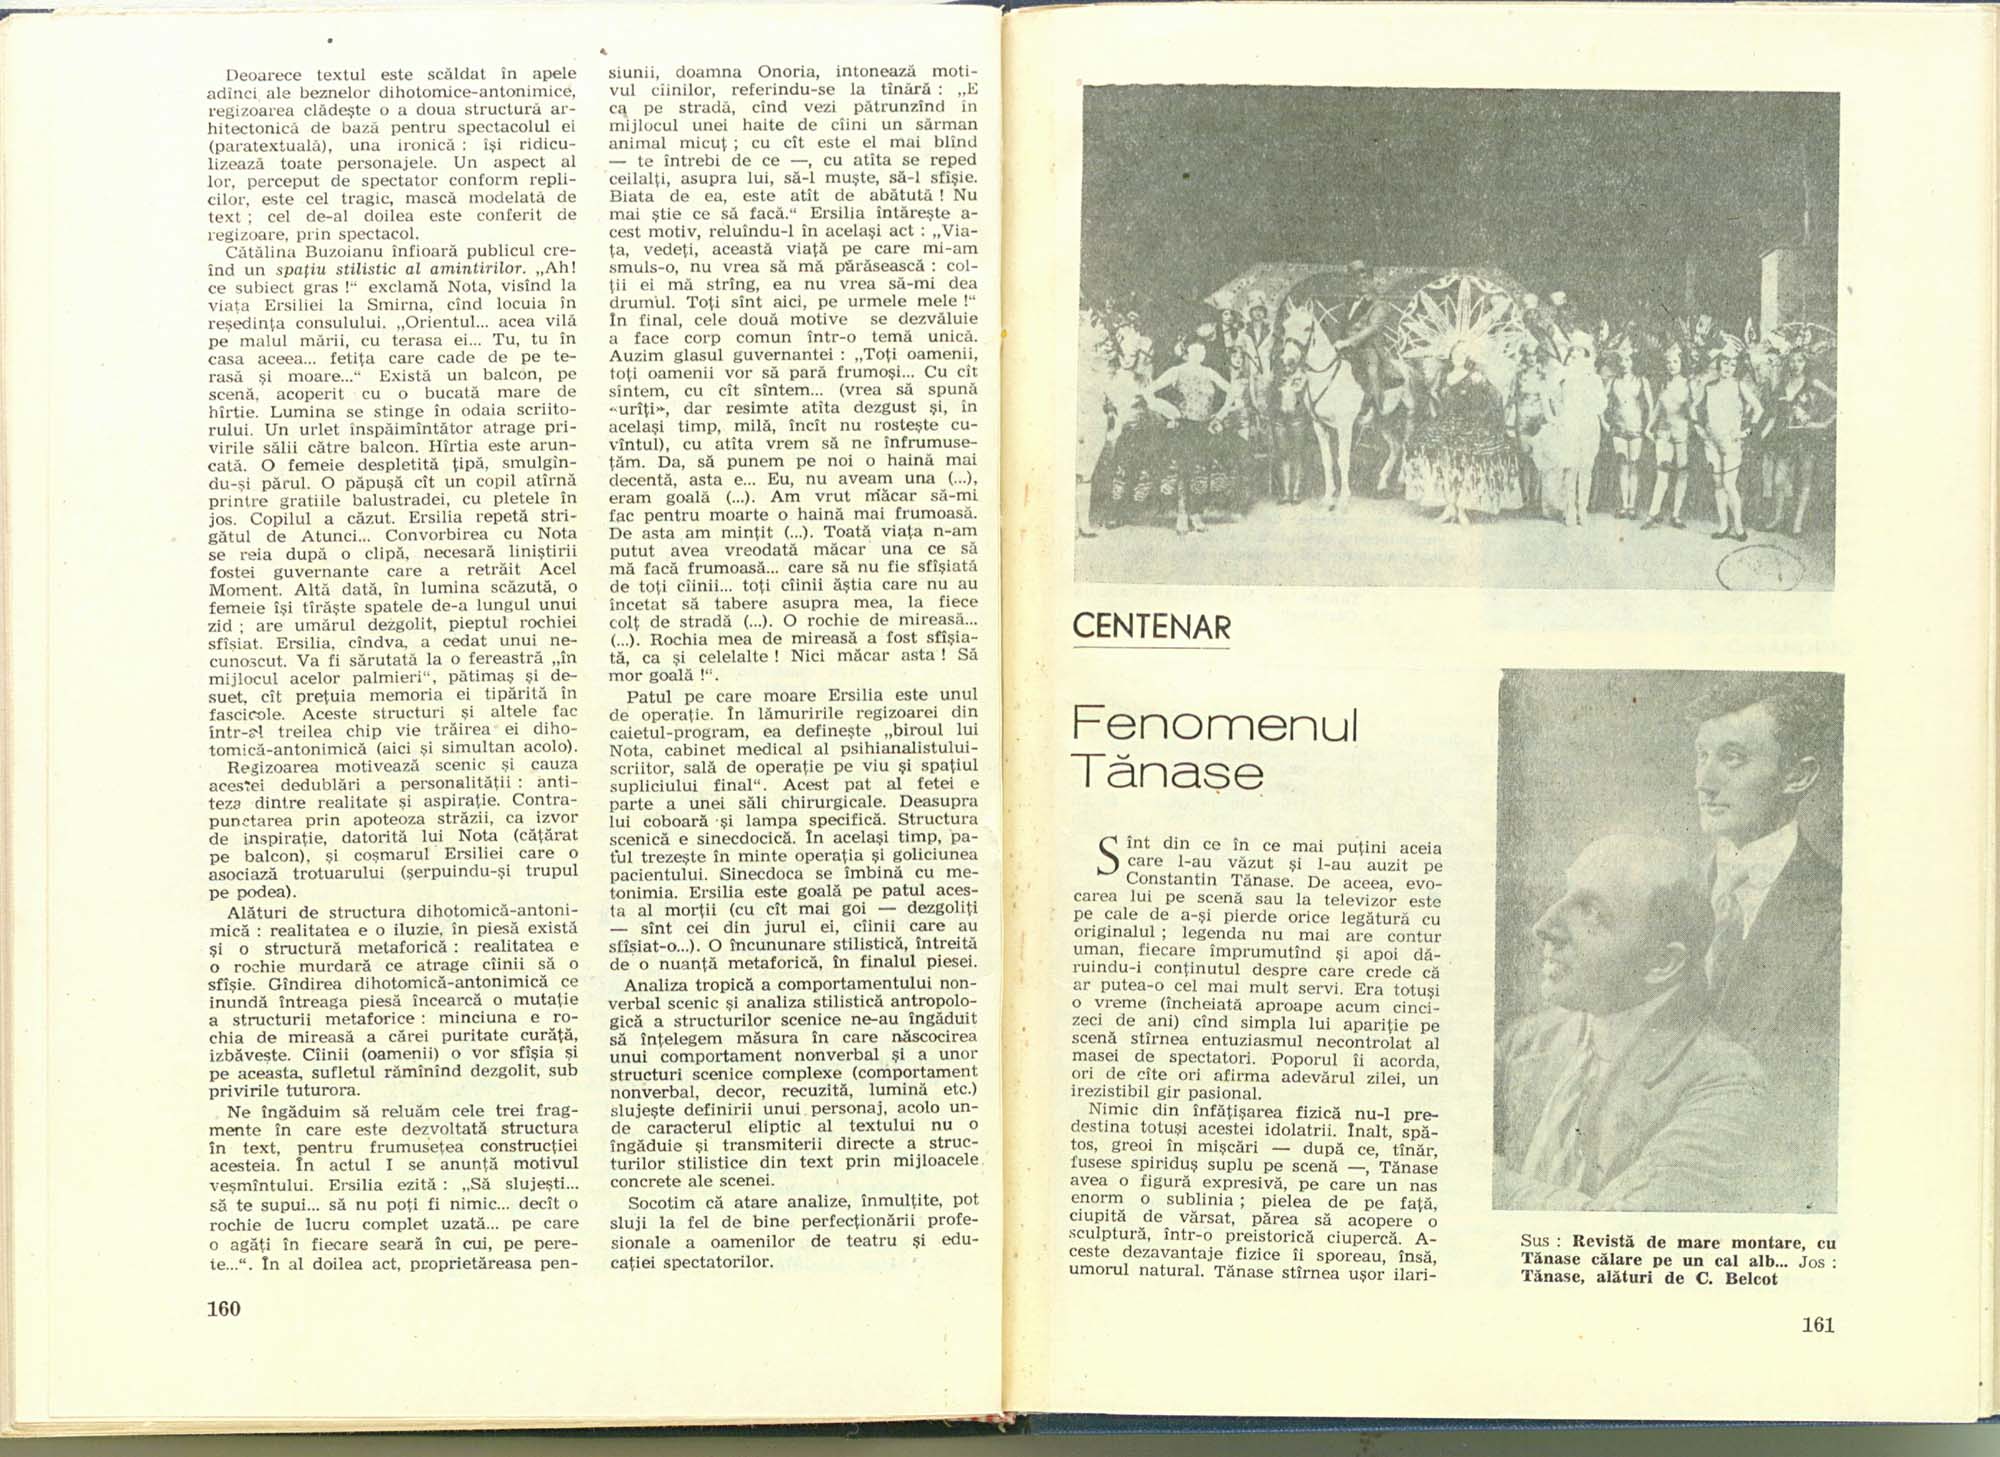 Deoarece textul este scăldat în apele
adînci ale beznelor dihotomice-antonimice,
regizoarea clădește o a doua structură ar-
hitectonică de bază pentru spectacolul ei
(paratextuală), una ironică : își ridicu-
lizează toate personajele. Un aspect al
lor, perceput de spectator conform repli-
cilor, este cel tragic, mască modelată de
text ; cel de-al doilea este conferit de
regizoare, prin spectacol.
Cătălina Buzoianu înfioară publicul cre-
înd un spațiu stilistic al amintirilor. „Ah!
ce subiect gras !“ exclamă Nota, visînd la
viața Ersiliei la Smirna, cînd locuia în
reședința consulului. „Orientul... acea vilă
pe malul mării, cu terasa ei... Tu, tu în
casa aceea... fetița care cade de pe te-
rasă și moare...“ Există un balcon, pe
scenă, acoperit cu o bucată mare de
hîrtie. Lumina se stinge în odaia scriito-
rului. Un urlet înspăimîntător atrage pri-
virile sălii către balcon. Hîrtia este arun-
cată. O femeie despletită țipă, smulgîn-
du-și părul. O păpușă cît un copil atîrnă
printre gratiile balustradei, cu pletele în
jos. Copilul a căzut. Ersilia repetă stri-
gătul de Atunci... Convorbirea cu Nota
se reia după o clipă, necesară liniștirii
fostei guvernante care a retrăit Acel
Moment. Altă dată, în lumina scăzută, o
femeie își tîrăște spatele de-a lungul unui
zid ; are umărul dezgolit, pieptul rochiei
sfîșiat. Ersilia, cîndva, a cedat unui ne-
cunoscut. Va fi sărutată la o fereastră „în
mijlocul acelor palmieri“, pătimaș și de-
suet, cît prețuia memoria ei tipărită în
fascicole. Aceste structuri și altele fac
într-al treilea chip vie trăirea ei diho-
tomică-antonimică (aici și simultan acolo).
Regizoarea motivează scenic și cauza
acestei dedublări a personalității : anti-
teza dintre realitate și aspirație. Contra-
punctarea prin apoteoza străzii, ca izvor
de inspirație, datorită lui Nota (cățărat
pe balcon), și coșmarul Ersiliei care o
asociază trotuarului (șerpuindu-și trupul
pe podea).
Alături de structura dihotomică-antoni-
mică : realitatea e o iluzie, în piesă există
și o structură metaforică : realitatea e
o rochie murdară ce atrage cîinii să o
sfîșie. Gîndirea dihotomică-antonimică ce
inundă întreaga piesă încearcă o mutație
a structurii metaforice : minciuna e ro-
chia de mireasă a cărei puritate curăță,
izbăvește. Cîinii (oamenii) o vor sfîșia și
pe aceasta, sufletul rămînînd dezgolit, sub
privirile tuturora.
Ne îngăduim să reluăm cele trei frag-
mente în care este dezvoltată structura
în text, pentru frumusețea construcției
acesteia. În actul I se anunță motivul
veșmîntului. Ersilia ezită : „Să slujești...
să te supui... să nu poți fi nimic... decît o
rochie de lucru complet uzată... pe care
o agăți în fiecare seară în cui, pe pere-
te...“. În al doilea act, proprietăreasa pen-
160
siunii, doamna Onoria, intonează moti-
vul cîinilor, referindu-se la tînără : „E
ca pe stradă, cînd vezi pătrunzînd în
mijlocul unei haite de cîini un sărman
animal micuț ; cu cît este el mai blînd
— te întrebi de ce —, cu atîta se reped
ceilalți, asupra lui, să-l muște, să-l sfîșie.
Biata de ea, este atît de abătută ! Nu
mai știe ce să facă.“ Ersilia întărește a-
cest motiv, reluîndu-l în același act : „Via-
ța, vedeți, această viață pe care mi-am
smuls-o, nu vrea să mă părăsească : col-
ții ei mă strîng, ea nu vrea să-mi dea
drumul. Toți sînt aici, pe urmele mele !“
În final, cele două motive se dezvăluie
a face corp comun într-o temă unică.
Auzim glasul guvernantei : „Toți oamenii,
toți oamenii vor să pară frumoși... Cu cît
sîntem, cu cît sîntem... (vrea să spună
«urîți», dar resimte atîta dezgust și, în
același timp, milă, încît nu rostește cu-
vîntul), cu atîta vrem să ne înfrumuse-
țăm. Da, să punem pe noi o haină mai
decentă, asta e... Eu, nu aveam una (...),
eram goală (...). Am vrut măcar să-mi
fac pentru moarte o haină mai frumoasă.
De asta am mințit (...). Toată viața n-am
putut avea vreodată măcar una ce să
mă facă frumoasă... care să nu fie sfîșiată
de toți cîinii... toți cîinii ăștia care nu au
încetat să tabere asupra mea, la fiece
colț de stradă (...). O rochie de mireasă...
(...). Rochia mea de mireasă a fost sfîșia-
tă, ca și celelalte ! Nici măcar asta ! Să
mor goală !“.
Patul pe care moare Ersilia este unul
de operație. În lămuririle regizoarei din
caietul-program, ea definește „biroul lui
Nota, cabinet medical al psihianalistului-
scriitor, sală de operație pe viu și spațiul
supliciului final“. Acest pat al fetei e
parte a unei săli chirurgicale. Deasupra
lui coboară și lampa specifică. Structura
scenică e sinecdocică. În același timp, pa-
tul trezește în minte operația și goliciunea
pacientului. Sinecdoca se îmbină cu me-
tonimia. Ersilia este goală pe patul aces-
ta al morții (cu cît mai goi — dezgoliți
— sînt cei din jurul ei, cîinii care au
sfîșiat-o...). O încununare stilistică, întreită
de o nuanță metaforică, în finalul piesei.
Analiza tropică a comportamentului non-
verbal scenic și analiza stilistică antropolo-
gică a structurilor scenice ne-au îngăduit
să înțelegem măsura în care născocirea
unui comportament nonverbal și a unor
structuri scenice complexe (comportament
nonverbal, decor, recuzită, lumină etc.)
slujește definirii unui personaj, acolo un-
de caracterul eliptic al textului nu o
îngăduie și transmiterii directe a struc-
turilor stilistice din text prin mijloacele
concrete ale scenei.
Socotim că atare analize, înmulțite, pot
sluji la fel de bine perfecționării profe-
sionale a oamenilor de teatru și edu-
cației spectatorilor.
CENTENAR
Fenomenul
Tănase
Sînt din ce în ce mai puțini aceia
care l-au văzut și l-au auzit pe
Constantin Tănase. De aceea, evo-
carea lui pe scenă sau la televizor este
pe cale de a-și pierde orice legătură cu
originalul ; legenda nu mai are contur
uman, fiecare împrumutînd și apoi dă-
ruindu-i conținutul despre care crede că
ar putea-o cel mai mult servi. Era totuși
o vreme (încheiată aproape acum cinci-
zeci de ani) cînd simpla lui apariție pe
scenă stîrnea entuziasmul necontrolat al
masei de spectatori. Poporul îi acorda,
ori de cîte ori afirma adevărul zilei, un
irezistibil gir pasional.
Nimic din înfățișarea fizică nu-l pre-
destina totuși acestei idolatrii. Înalt, spă-
tos, greoi în mișcări — după ce, tînăr,
fusese spiriduș suplu pe scenă —, Tănase
avea o figură expresivă, pe care un nas
enorm o sublinia ; pielea de pe față,
ciupită de vărsat, părea să acopere o
sculptură, într-o preistorică ciupercă. A-
ceste dezavantaje fizice îi sporeau, însă,
umorul natural. Tănase stîrnea ușor ilari-
Sus : Revistă de mare montare, cu
Tănase călare pe un cal alb... Jos :
Tănase, alături de C. Belcot
161